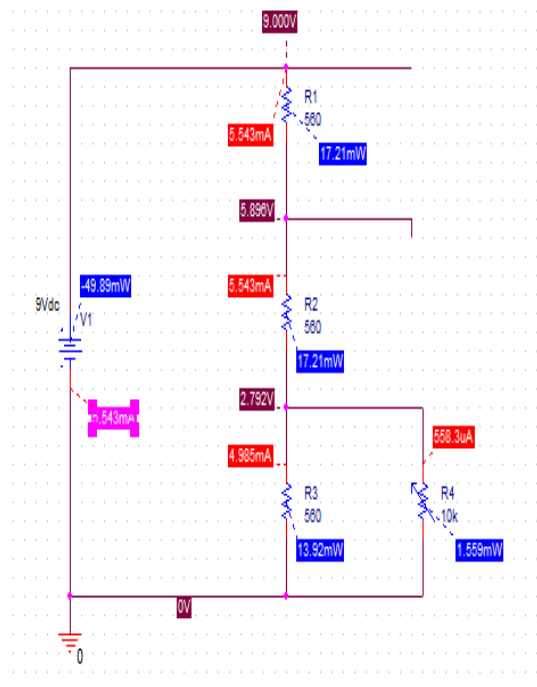 9.000V
R1
560
5.543mA
17.21mW
5.896V
-49.89mW
9Vdc
V1
5.543mA
R2
560
17.21mW
2.792V
.543mA
4.985mA
558.3uA
R3
560
R4
10k
13.92mW
1.559mW
0V
0